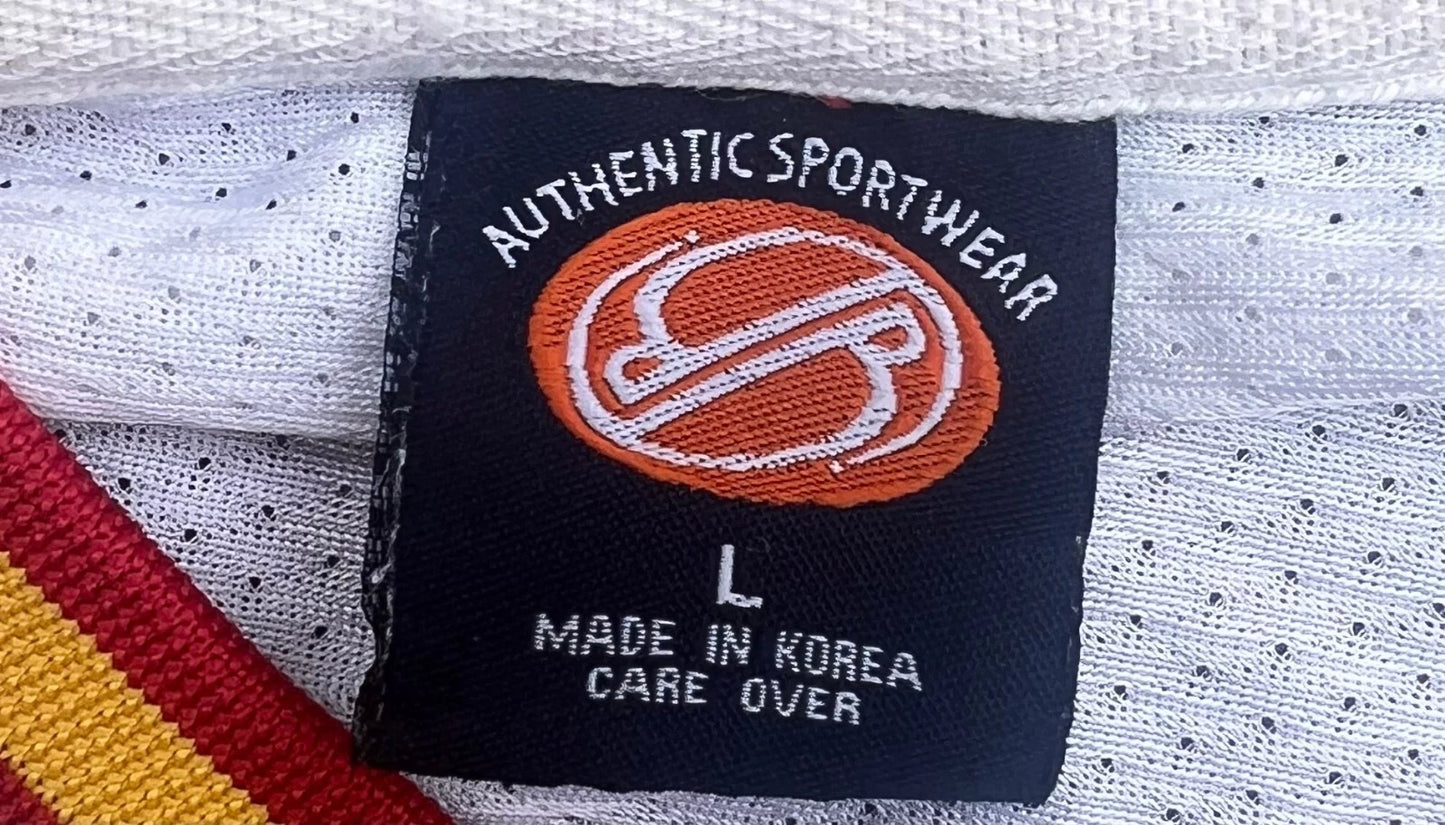 AUTHENTIC SPORTWEAR
L
MADE IN KOREA
CARE OVER